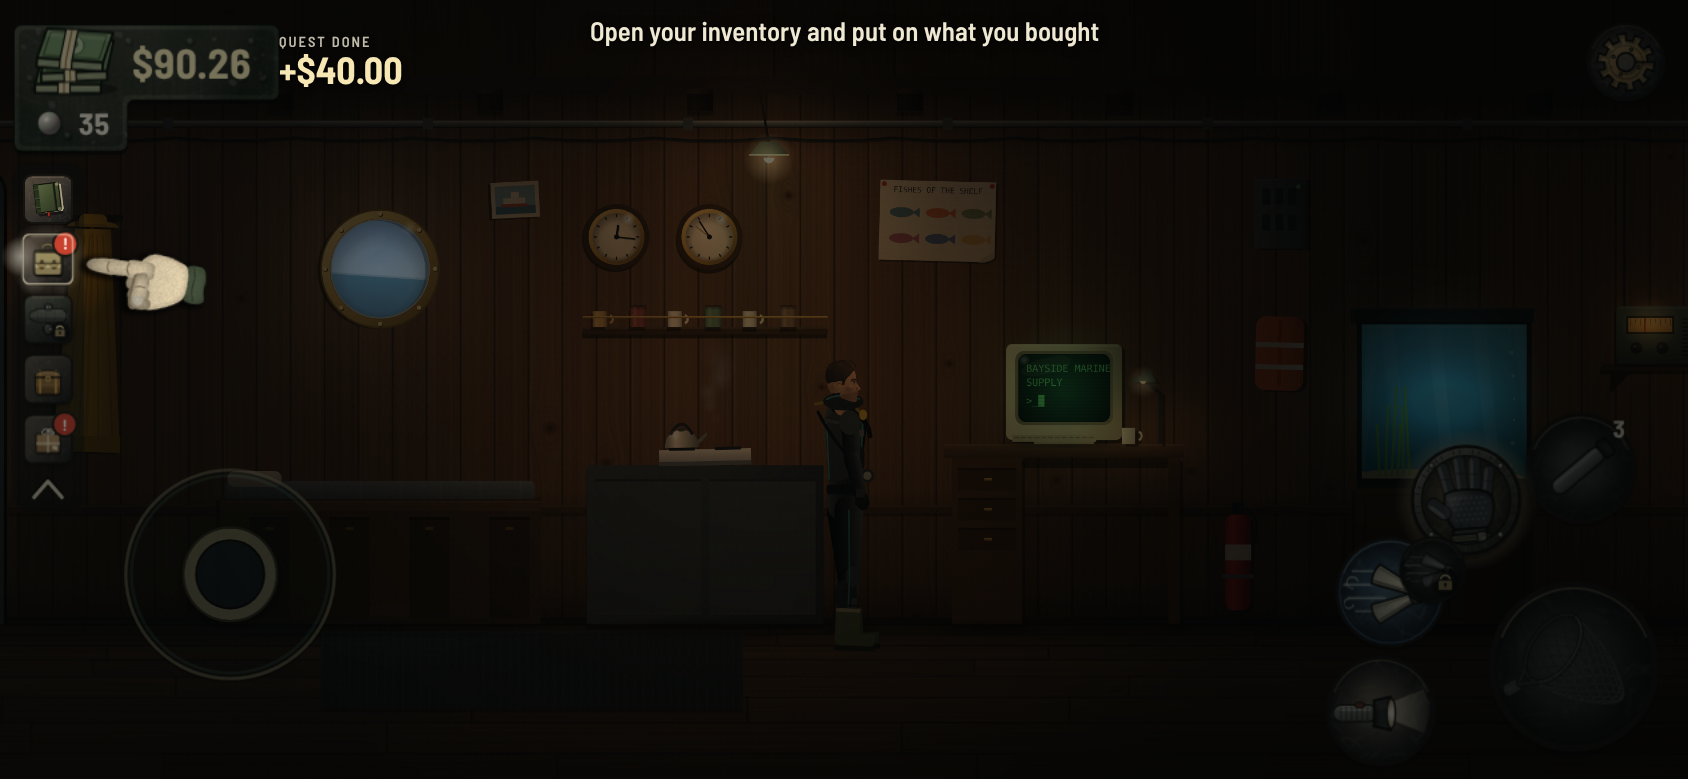 Open your inventory and put on what you bought
QUEST DONE
$90.26
+$40.00
35
FISHES OF THE SHELF
BAYSIDE MARINE
SUPPLY
>_
3